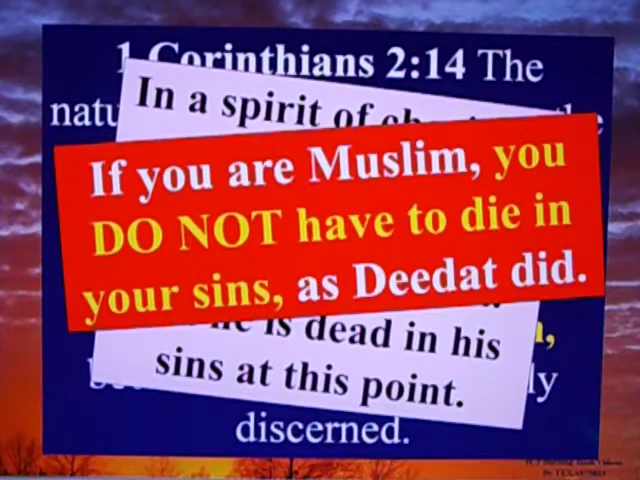 1 Corinthians 2:14 The
natu
In a spirit of
If you are Muslim, you
DO NOT have to die in
your sins, as Deedat did.
is dead in his
sins at this point.
ly
discerned.